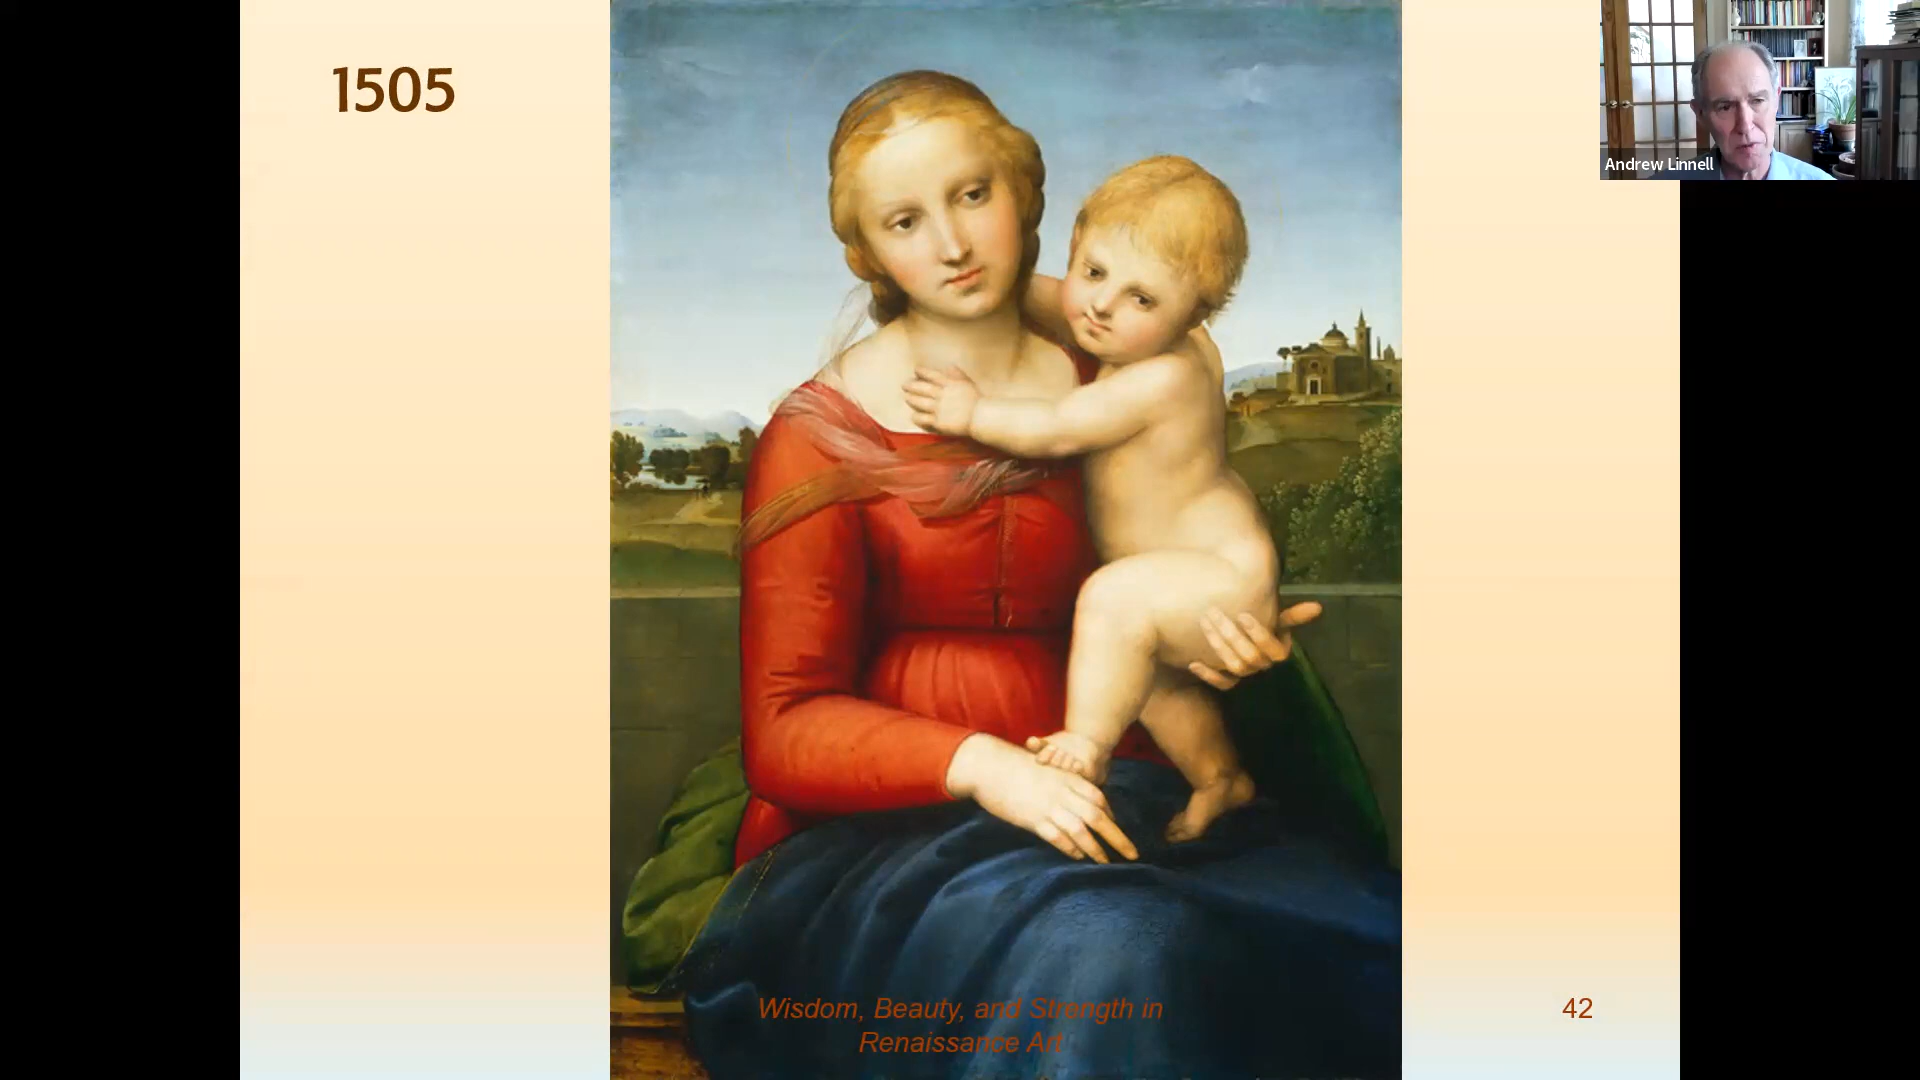 1505
Andrew Linnell
Wisdom, Beauty, and Strength in
Renaissance Art
42